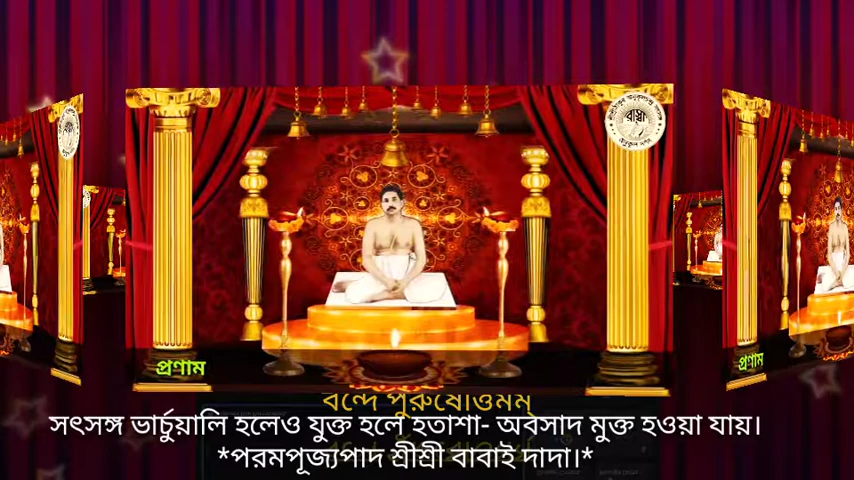 রাস্বা
প্রণাম
প্রণাম
বন্দে পুরুষোত্তমম্
সৎসঙ্গ ভার্চুয়ালি হলেও যুক্ত হলে হতাশা- অবসাদ মুক্ত হওয়া যায়।
*পরমপূজ্যপাদ শ্রীশ্রী বাবাই দাদা।*